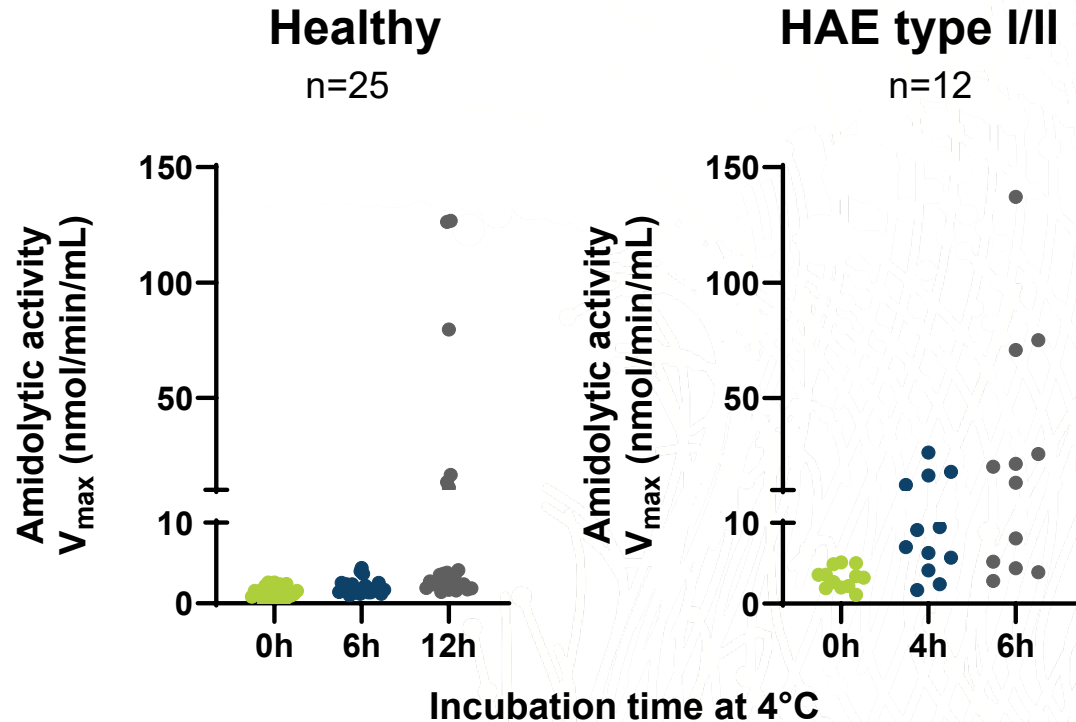 Healthy
n=25
Amidolytic activity
Vmax (nmol/min/mL)
150
100
50
10
0
0h 6h 12h
HAE type I/II
n=12
Amidolytic activity
Vmax (nmol/min/mL)
150
100
50
10
0
0h 4h 6h
Incubation time at 4°C